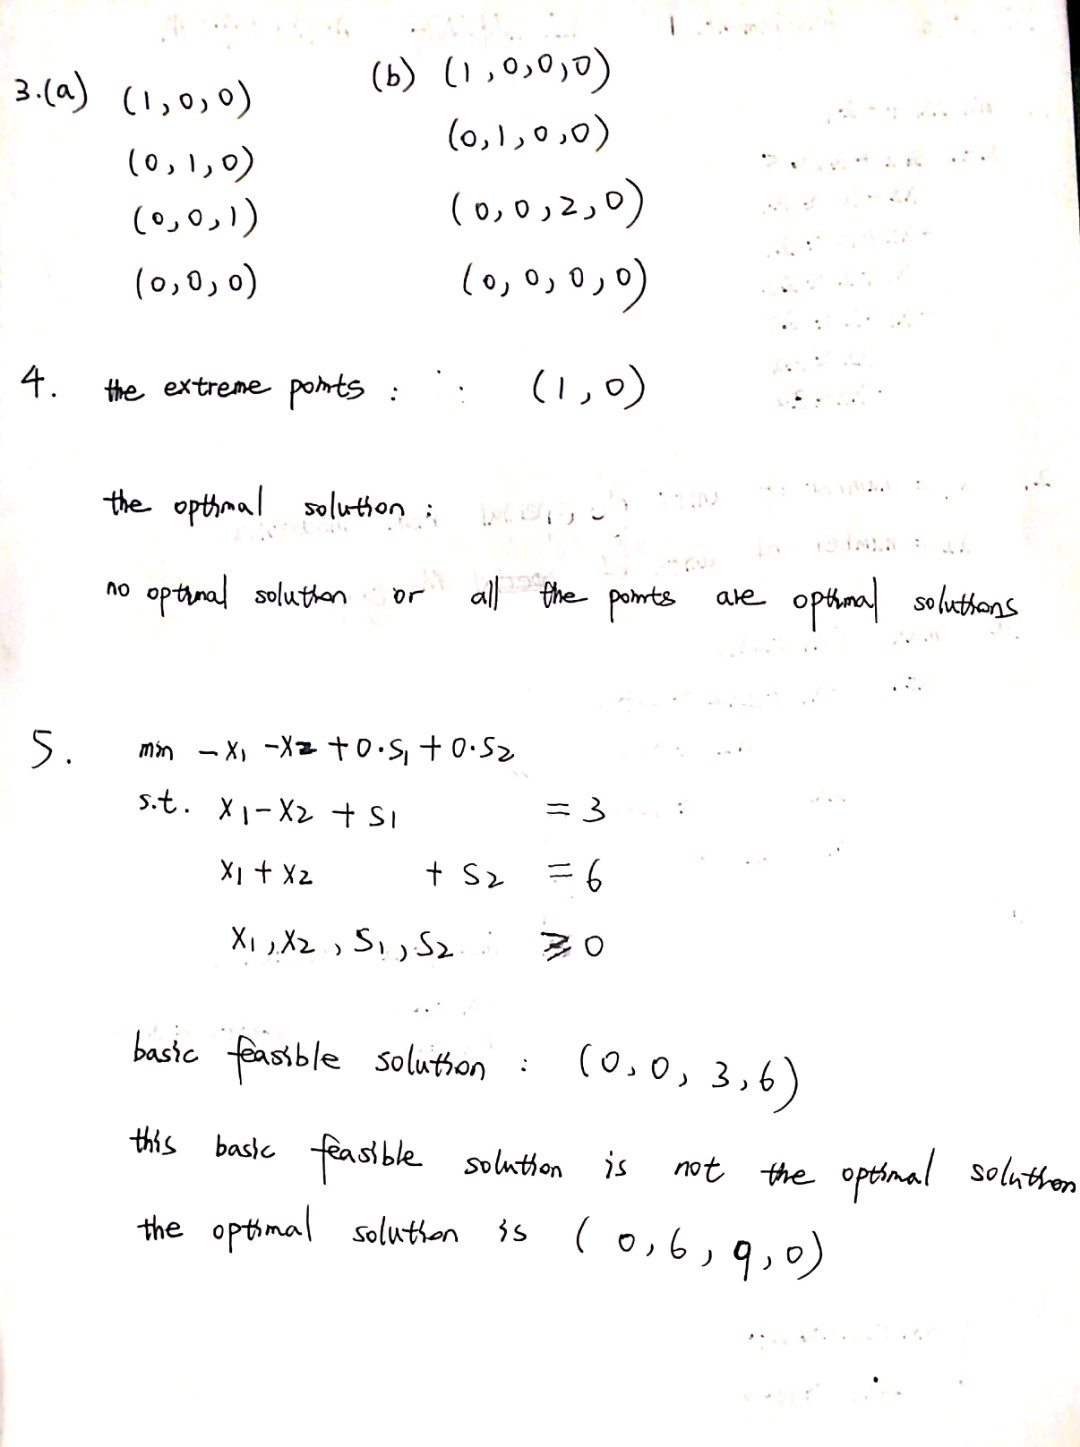 3.(a) (1,0,0) (b) (1,0,0,0)
(0,1,0) (0,1,0,0)
(0,0,1) (0,0,2,0)
(0,0,0) (0,0,0,0)
4. the extreme points : (1,0)
the optimal solution :
no optimal solution or all the points are optimal solutions
5. min -x1 -x2 +0·S1 +0·S2
s.t. x1-x2 +S1 =3
x1+x2 +S2 =6
x1,x2,S1,S2 ≥0
basic feasible solution : (0,0,3,6)
this basic feasible solution is not the optimal solution
the optimal solution is (0,6,9,0)